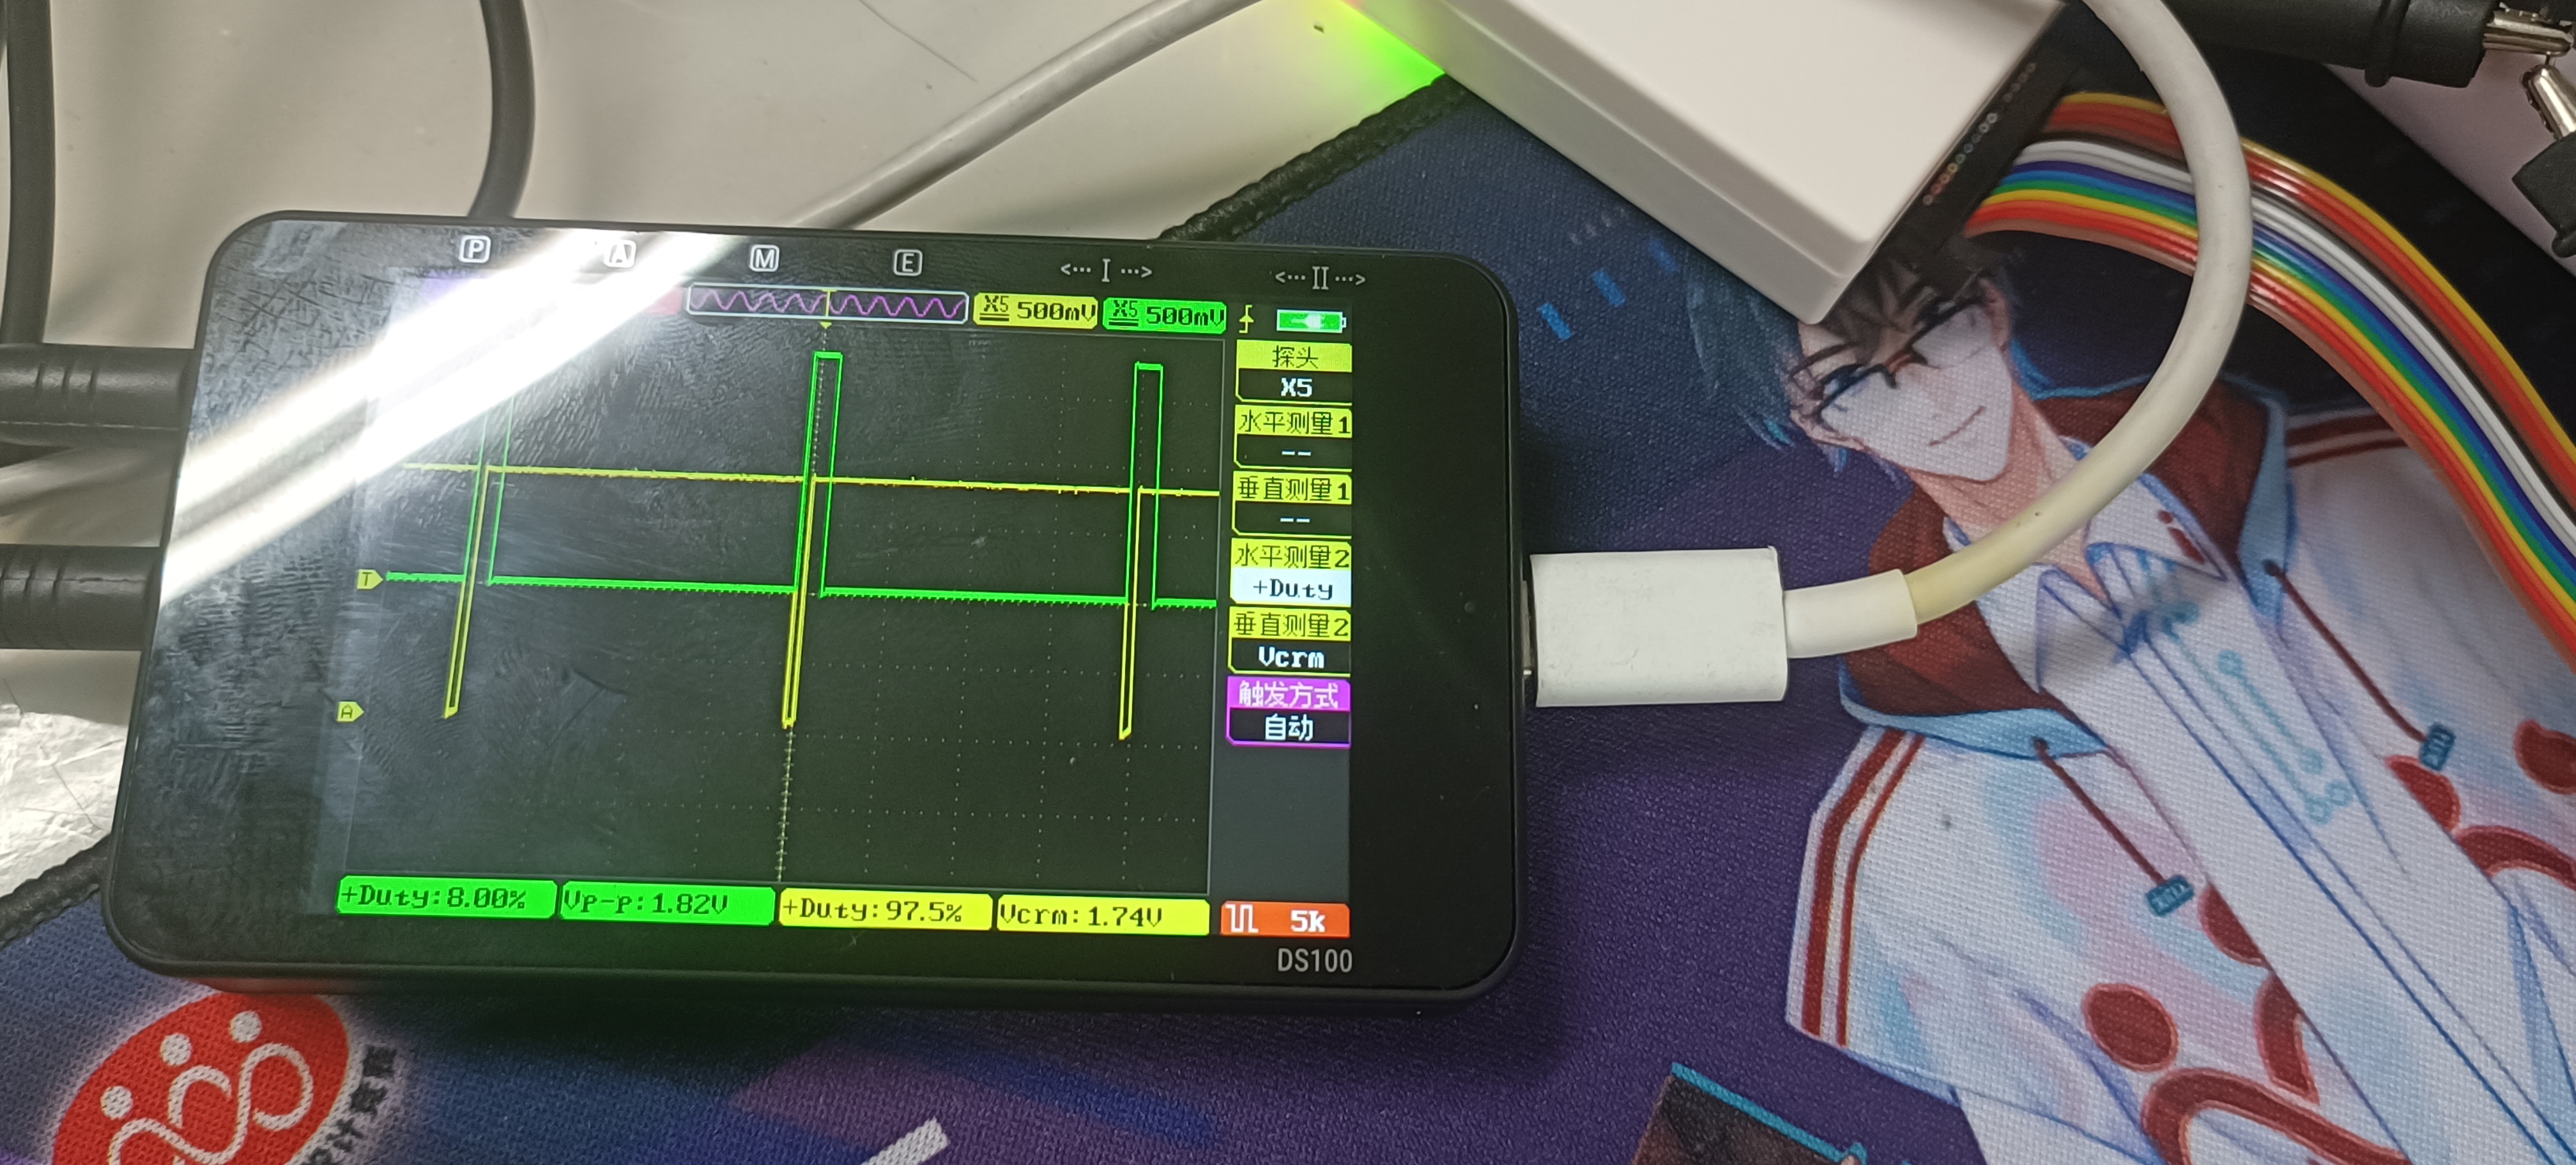 P A M E <··· I ···> <··· II ···>
X5 500mV X5 500mV
探头
X5
水平测量1
--
垂直测量1
--
水平测量2
+Duty
垂直测量2
Vcrm
触发方式
自动
T
A
+Duty:8.00% Vp-p:1.82V +Duty:97.5% Vcrm:1.74V 5k
DS100